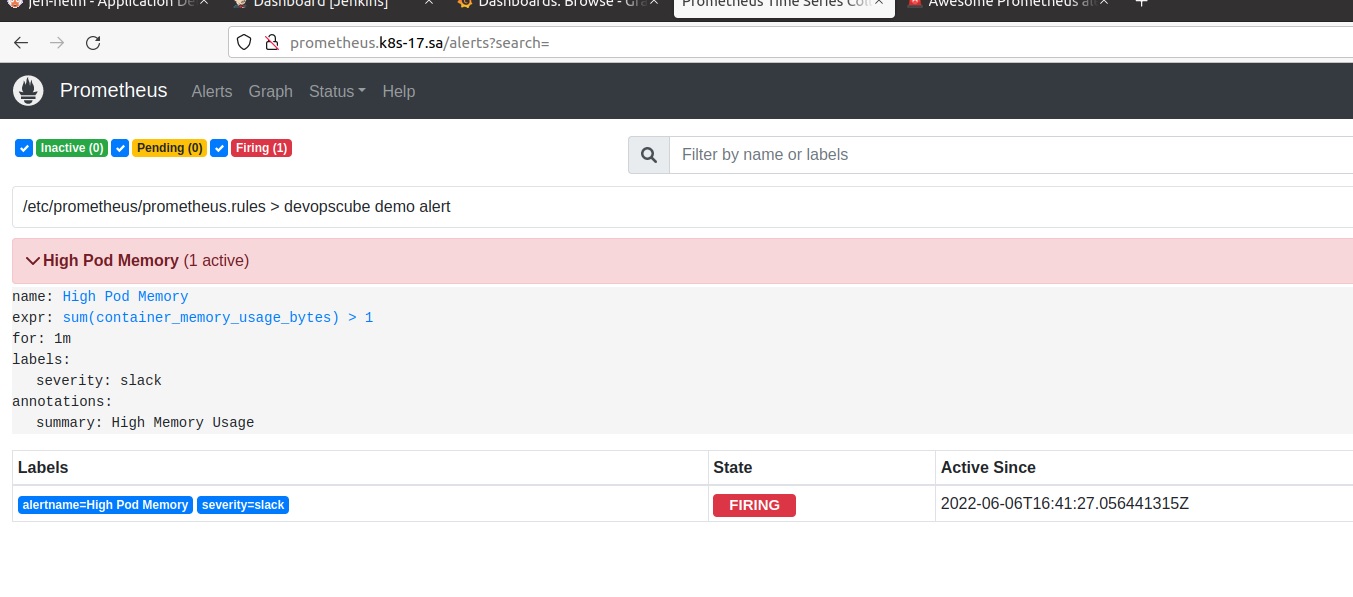 jen-helm - Application De
Dashboard [Jenkins]
Dashboards: Browse - Gra
Prometheus Time Series Coll
Awesome Prometheus al
prometheus.k8s-17.sa/alerts?search=
Prometheus Alerts Graph Status Help
Inactive (0) Pending (0) Firing (1)
Filter by name or labels
/etc/prometheus/prometheus.rules > devopscube demo alert
High Pod Memory (1 active)
name: High Pod Memory
expr: sum(container_memory_usage_bytes) > 1
for: 1m
labels:
severity: slack
annotations:
summary: High Memory Usage
Labels State Active Since
alertname=High Pod Memory severity=slack FIRING 2022-06-06T16:41:27.056441315Z